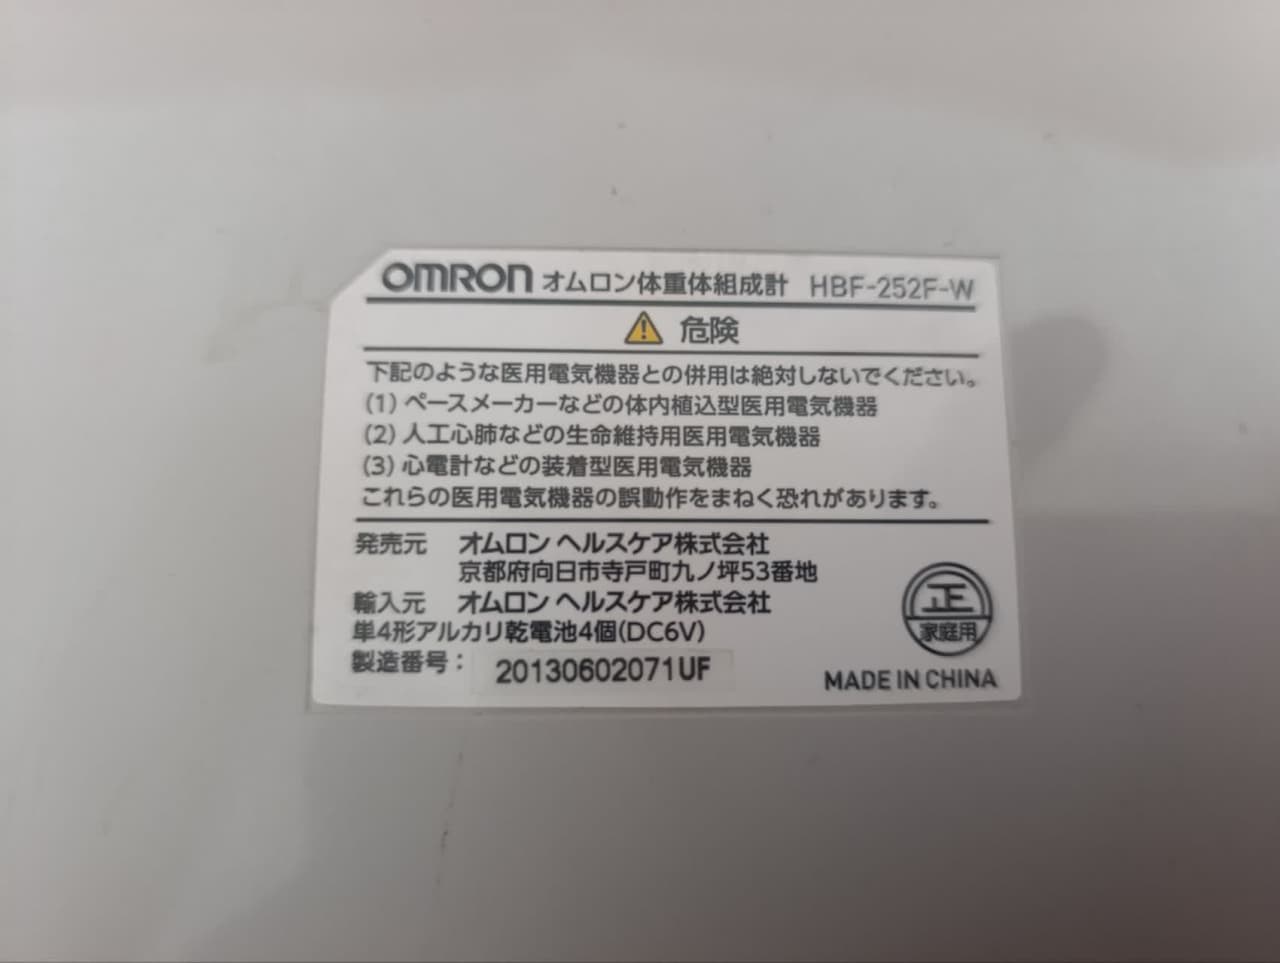 OMRON オムロン体重体組成計 HBF-252F-W
危険
下記のような医用電気機器との併用は絶対しないでください。
(1) ペースメーカーなどの体内植込型医用電気機器
(2) 人工心肺などの生命維持用医用電気機器
(3) 心電計などの装着型医用電気機器
これらの医用電気機器の誤動作をまねく恐れがあります。
発売元 オムロン ヘルスケア株式会社
京都府向日市寺戸町九ノ坪53番地
輸入元 オムロン ヘルスケア株式会社
単4形アルカリ乾電池4個(DC6V)
製造番号: 20130602071UF
正
家庭用
MADE IN CHINA